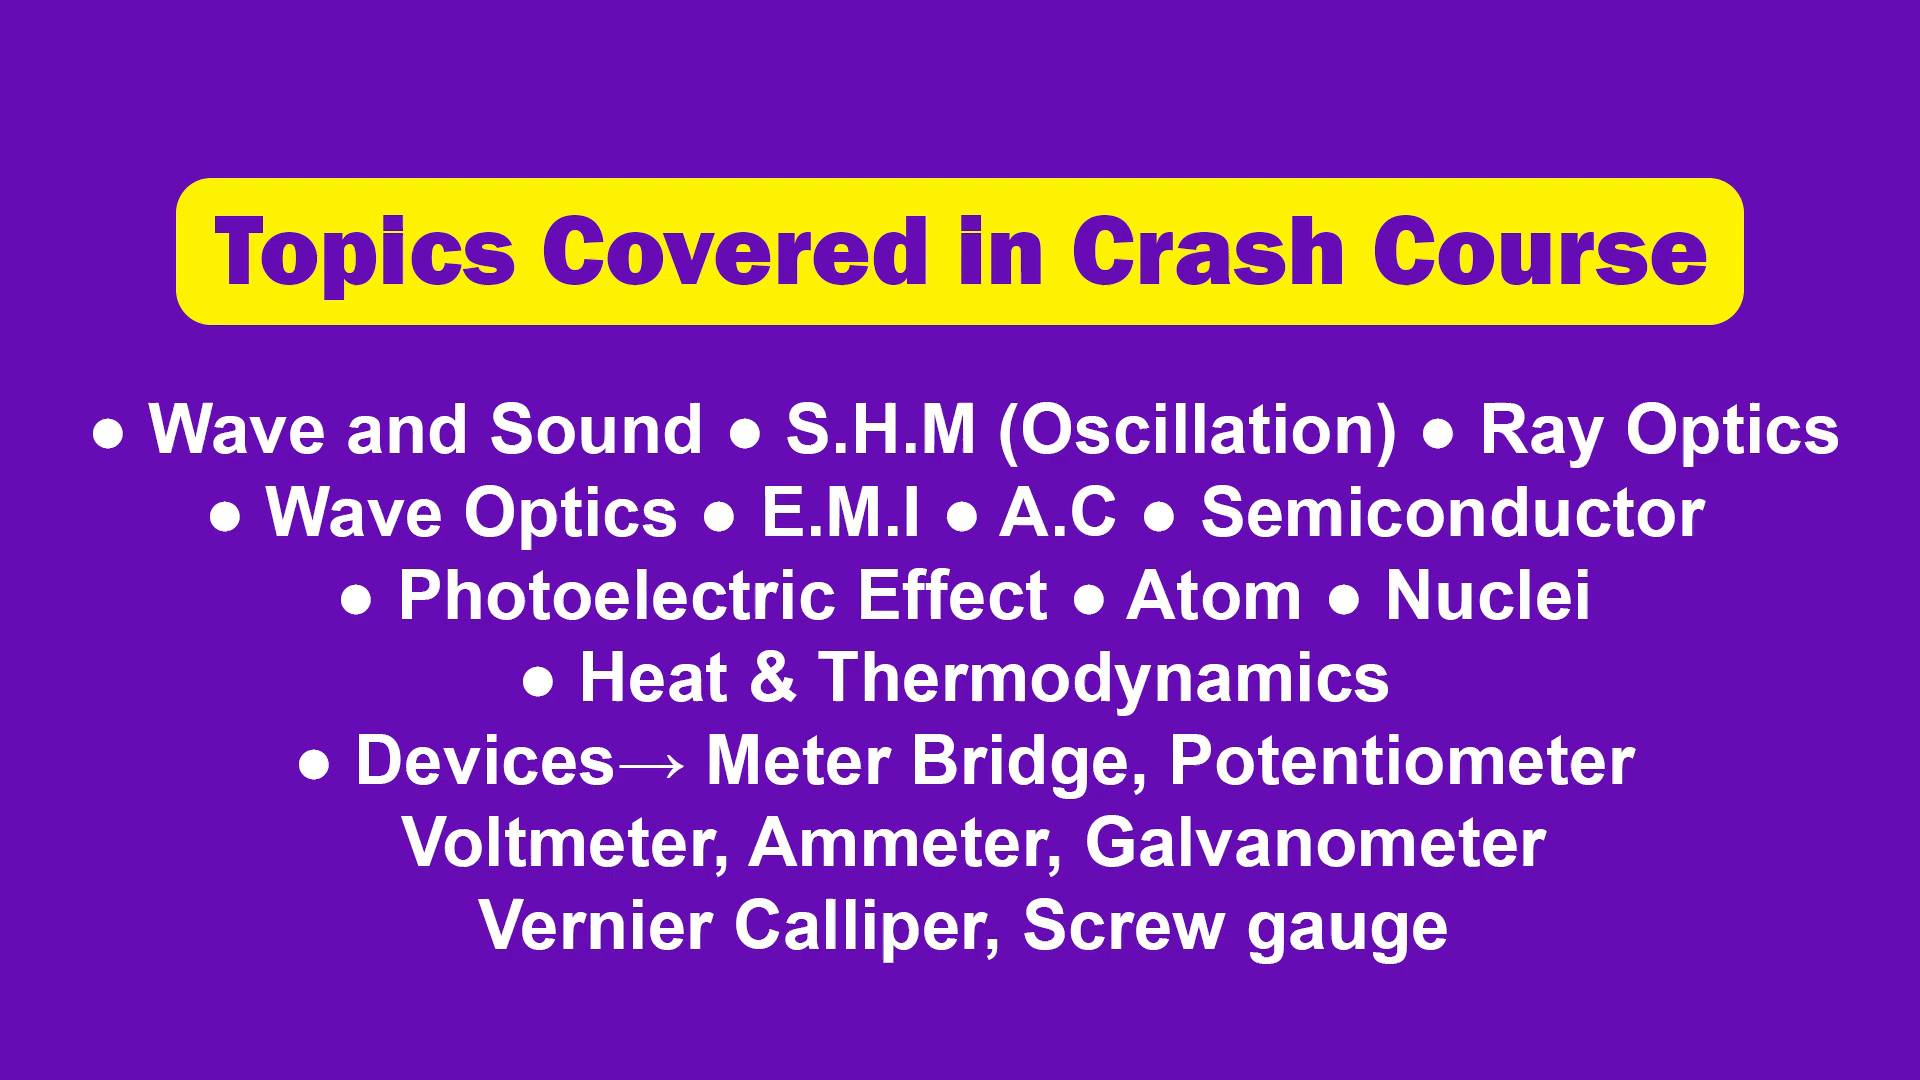 Topics Covered in Crash Course
● Wave and Sound ● S.H.M (Oscillation) ● Ray Optics
● Wave Optics ● E.M.I ● A.C ● Semiconductor
● Photoelectric Effect ● Atom ● Nuclei
● Heat & Thermodynamics
● Devices→ Meter Bridge, Potentiometer
Voltmeter, Ammeter, Galvanometer
Vernier Calliper, Screw gauge